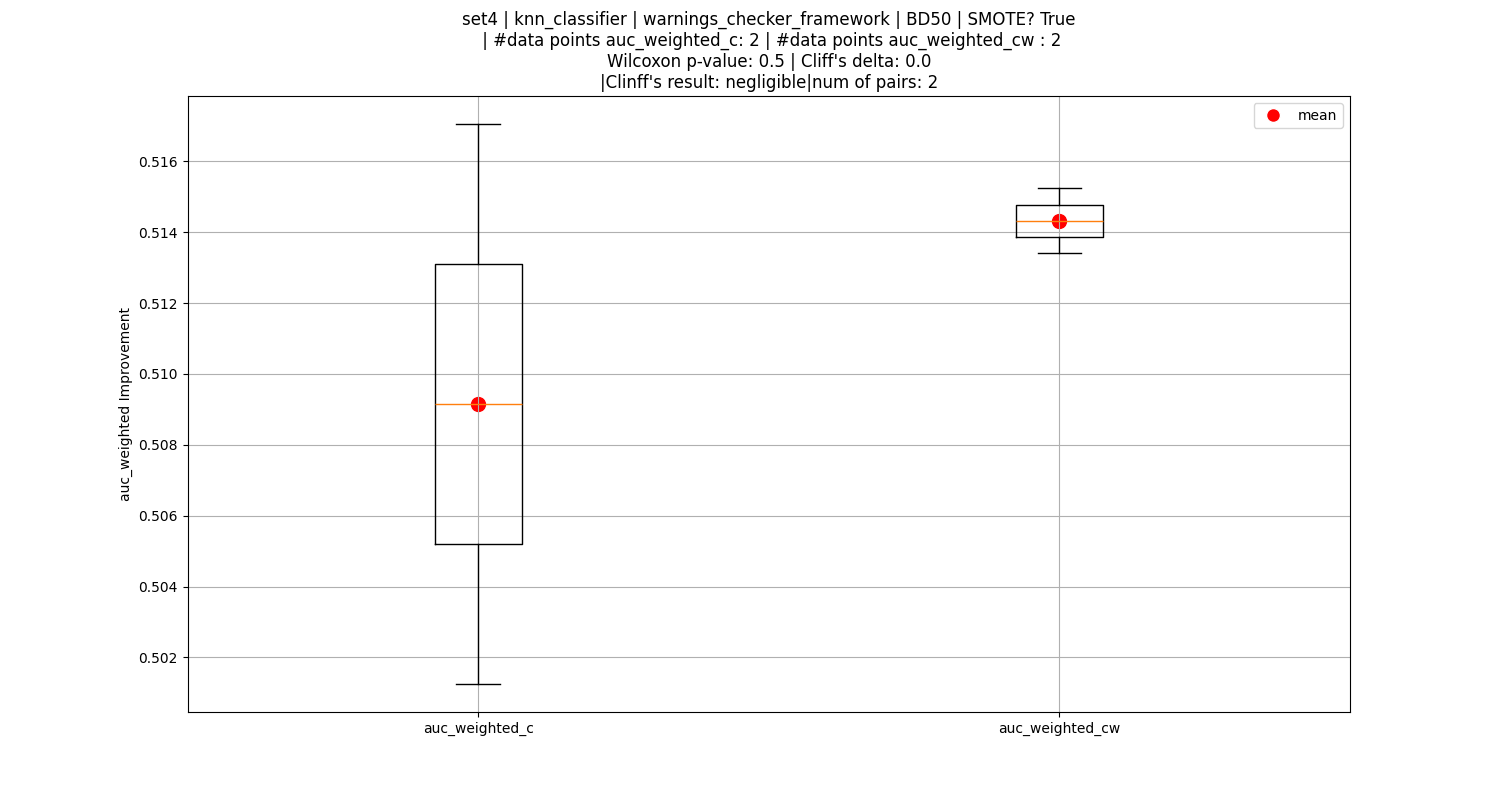 set4 | knn_classifier | warnings_checker_framework | BD50 | SMOTE? True
| #data points auc_weighted_c: 2 | #data points auc_weighted_cw : 2
Wilcoxon p-value: 0.5 | Cliff's delta: 0.0
|Clinff's result: negligible|num of pairs: 2
mean
0.516
0.514
0.512
0.510
0.508
0.506
0.504
0.502
auc_weighted Improvement
auc_weighted_c
auc_weighted_cw